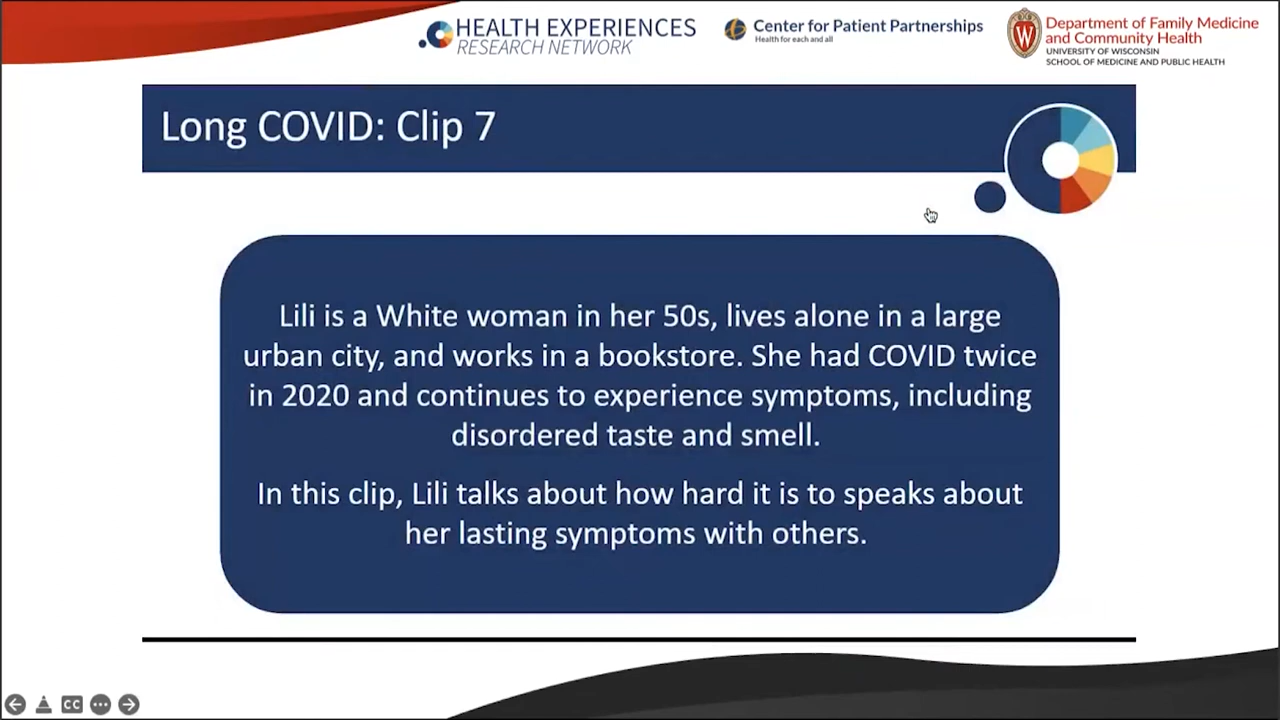 HEALTH EXPERIENCES
RESEARCH NETWORK
Center for Patient Partnerships
Health for each and all
W
Department of Family Medicine
and Community Health
UNIVERSITY OF WISCONSIN
SCHOOL OF MEDICINE AND PUBLIC HEALTH
Long COVID: Clip 7
Lili is a White woman in her 50s, lives alone in a large
urban city, and works in a bookstore. She had COVID twice
in 2020 and continues to experience symptoms, including
disordered taste and smell.
In this clip, Lili talks about how hard it is to speaks about
her lasting symptoms with others.
CC